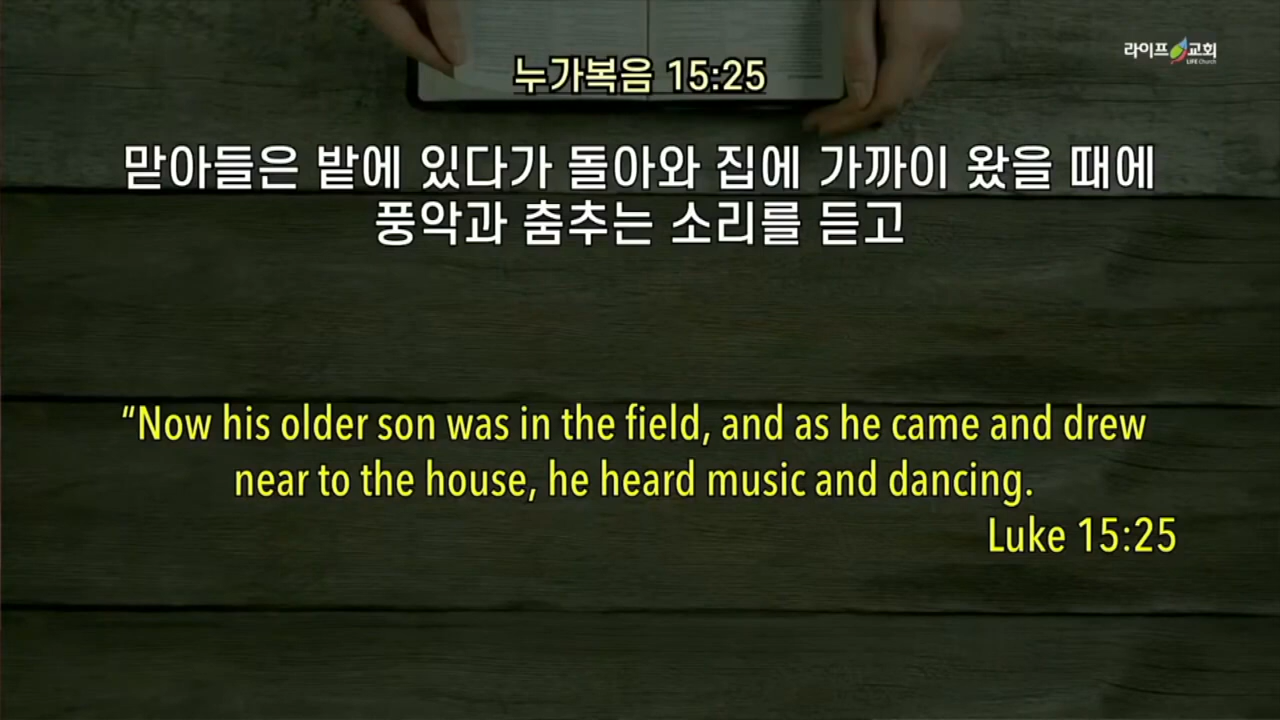 라이프교회
LIFE Church
누가복음 15:25
맏아들은 밭에 있다가 돌아와 집에 가까이 왔을 때에
풍악과 춤추는 소리를 듣고
“Now his older son was in the field, and as he came and drew
near to the house, he heard music and dancing.
Luke 15:25